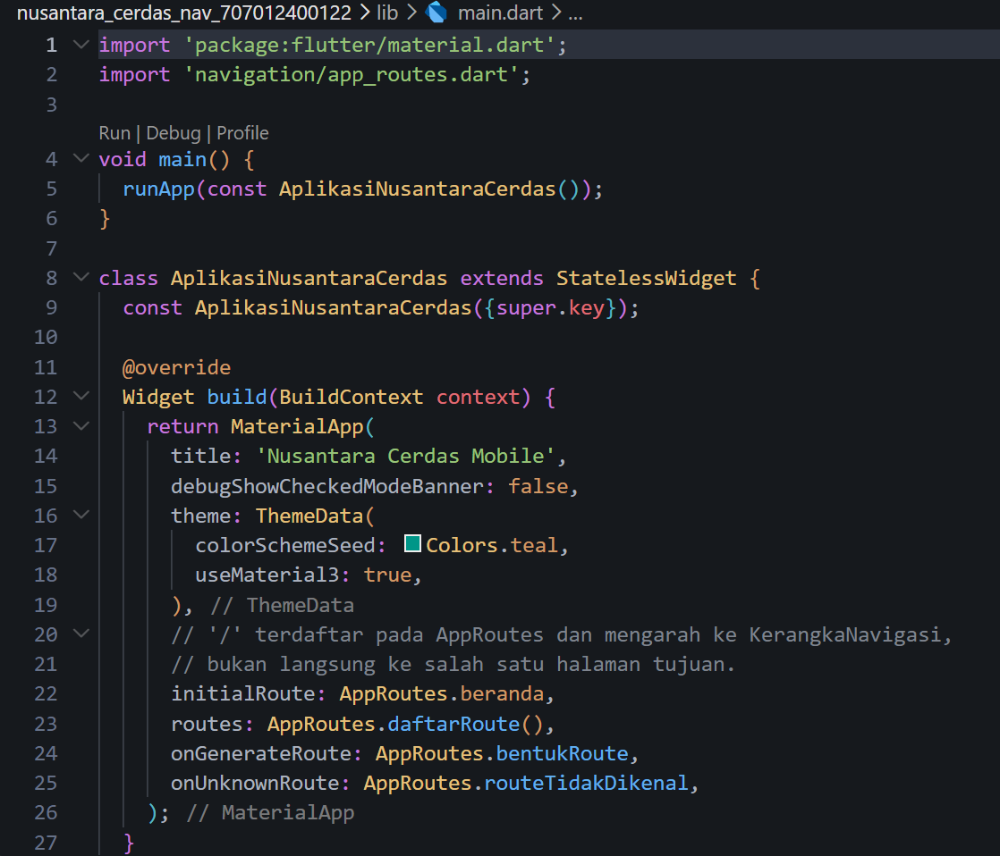 nusantara_cerdas_nav_707012400122 > lib > main.dart > ...
1 import 'package:flutter/material.dart';
2 import 'navigation/app_routes.dart';
3
Run | Debug | Profile
4 void main() {
5   runApp(const AplikasiNusantaraCerdas());
6 }
7
8 class AplikasiNusantaraCerdas extends StatelessWidget {
9   const AplikasiNusantaraCerdas({super.key});
10
11   @override
12   Widget build(BuildContext context) {
13     return MaterialApp(
14       title: 'Nusantara Cerdas Mobile',
15       debugShowCheckedModeBanner: false,
16       theme: ThemeData(
17         colorSchemeSeed: Colors.teal,
18         useMaterial3: true,
19       ), // ThemeData
20       // '/' terdaftar pada AppRoutes dan mengarah ke KerangkaNavigasi,
21       // bukan langsung ke salah satu halaman tujuan.
22       initialRoute: AppRoutes.beranda,
23       routes: AppRoutes.daftarRoute(),
24       onGenerateRoute: AppRoutes.bentukRoute,
25       onUnknownRoute: AppRoutes.routeTidakDikenal,
26     ); // MaterialApp
27   }